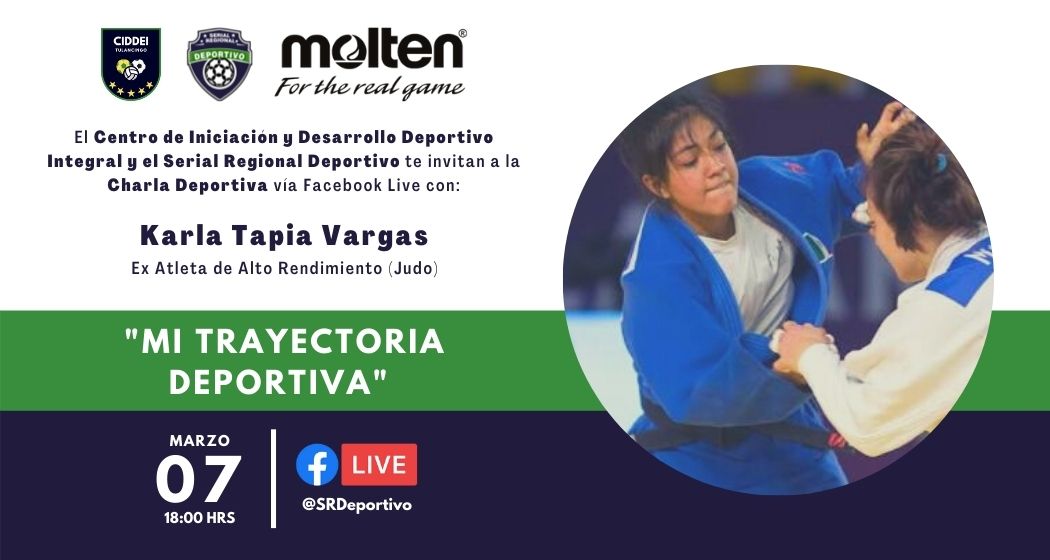 CIDDEI
TULANCINGO
SERIAL
REGIONAL
DEPORTIVO
molten®
For the real game
El Centro de Iniciación y Desarrollo Deportivo
Integral y el Serial Regional Deportivo te invitan a la
Charla Deportiva vía Facebook Live con:
Karla Tapia Vargas
Ex Atleta de Alto Rendimiento (Judo)
"MI TRAYECTORIA
DEPORTIVA"
MARZO
07
18:00 HRS
LIVE
@SRDeportivo